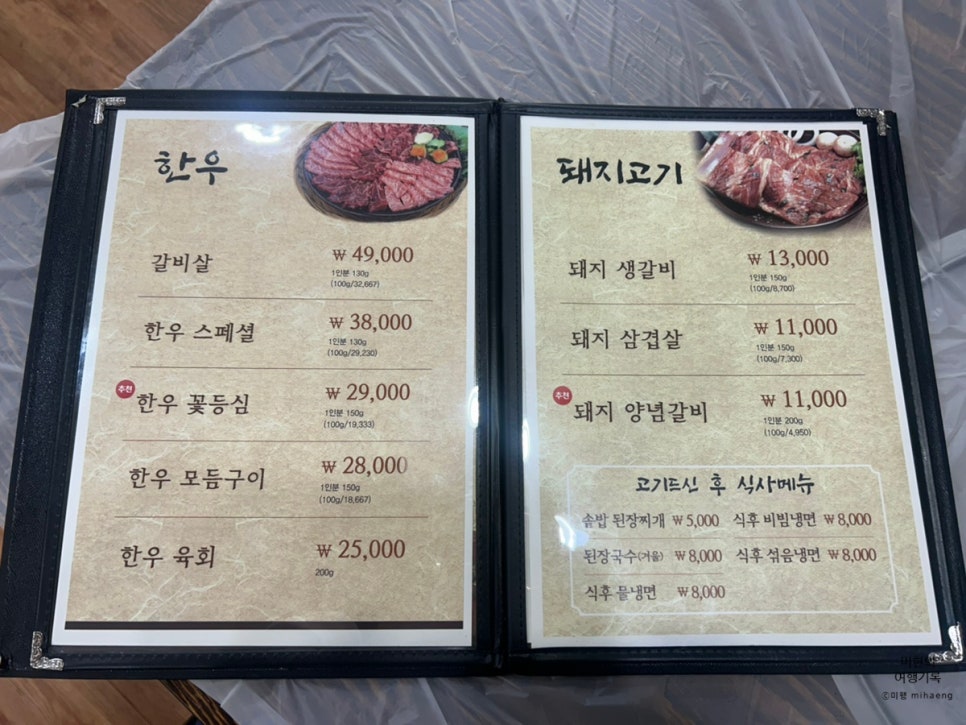 한우
갈비살 ₩ 49,000
1인분 130g
(100g/32,667)
한우 스페셜 ₩ 38,000
1인분 130g
(100g/29,230)
추천 한우 꽃등심 ₩ 29,000
1인분 150g
(100g/19,333)
한우 모듬구이 ₩ 28,000
1인분 150g
(100g/18,667)
한우 육회 ₩ 25,000
200g
돼지고기
돼지 생갈비 ₩ 13,000
1인분 150g
(100g/8,700)
돼지 삼겹살 ₩ 11,000
1인분 150g
(100g/7,300)
추천 돼지 양념갈비 ₩ 11,000
1인분 200g
(100g/4,950)
고기드신 후 식사메뉴
솥밥 된장찌개 ₩ 5,000 식후 비빔냉면 ₩ 8,000
된장국수(겨울) ₩ 8,000 식후 섞음냉면 ₩ 8,000
식후 물냉면 ₩ 8,000
여행기록
ⓒ미행 mihaeng